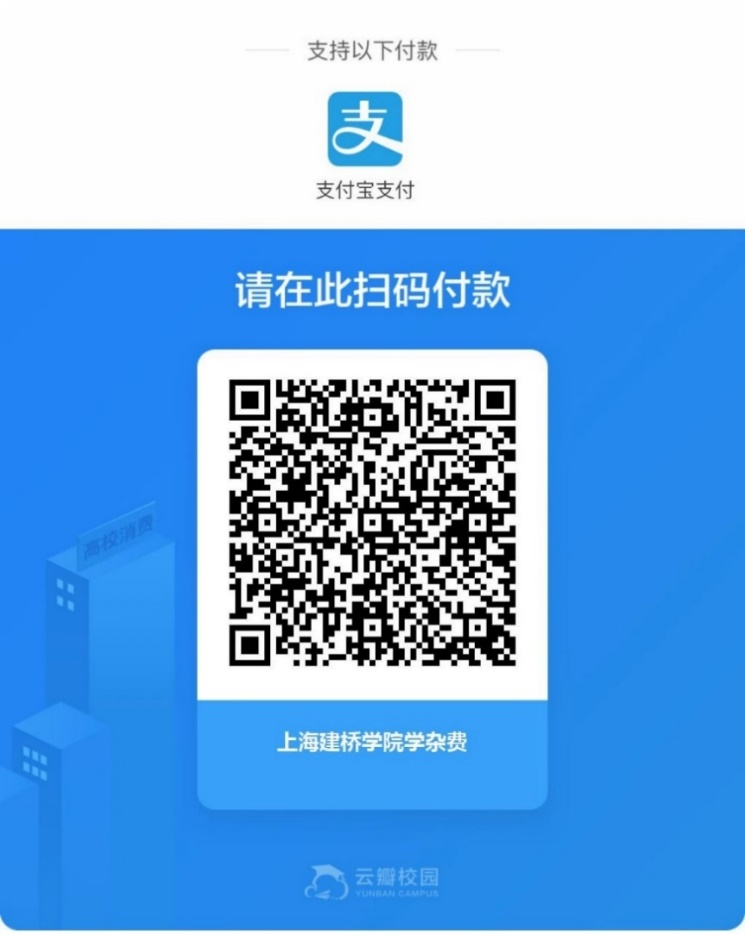 支持以下付款
支付宝支付
请在此扫码付款
高校消费
上海建桥学院学杂费
云瓣校园
YUNBAN CAMPUS